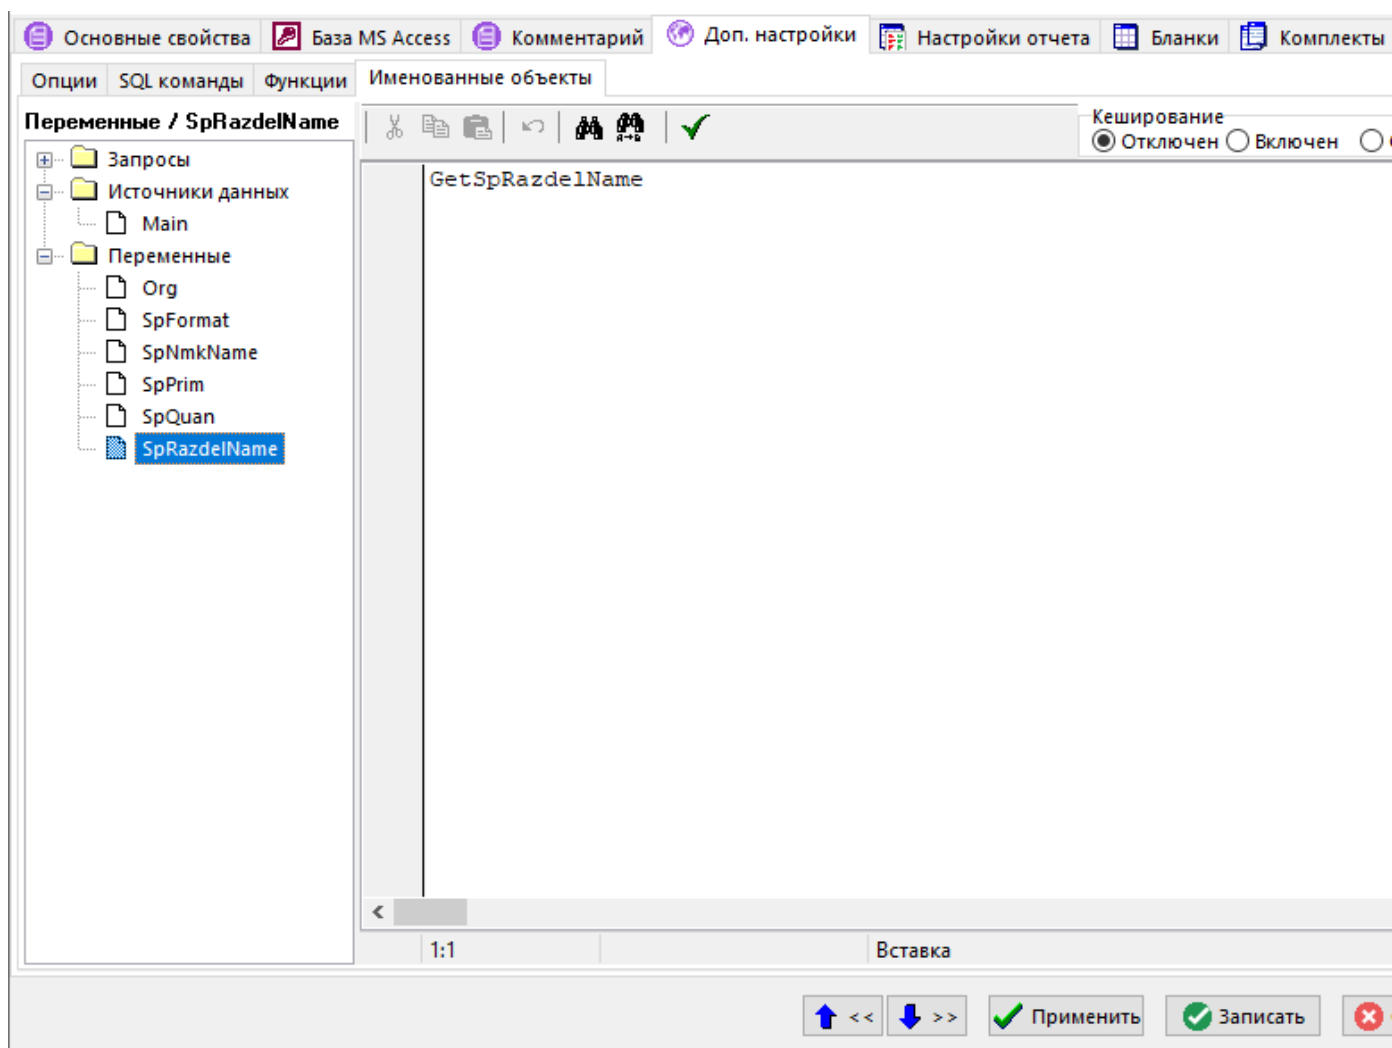 Основные свойства База MS Access Комментарий Доп. настройки Настройки отчета Бланки Комплекты
Опции SQL команды Функции Именованные объекты
Переменные / SpRazdelName
Кеширование
Отключен Включен
Запросы
Источники данных
Main
Переменные
Org
SpFormat
SpNmkName
SpPrim
SpQuan
SpRazdelName
GetSpRazdelName
1:1 Вставка
<< >> Применить Записать